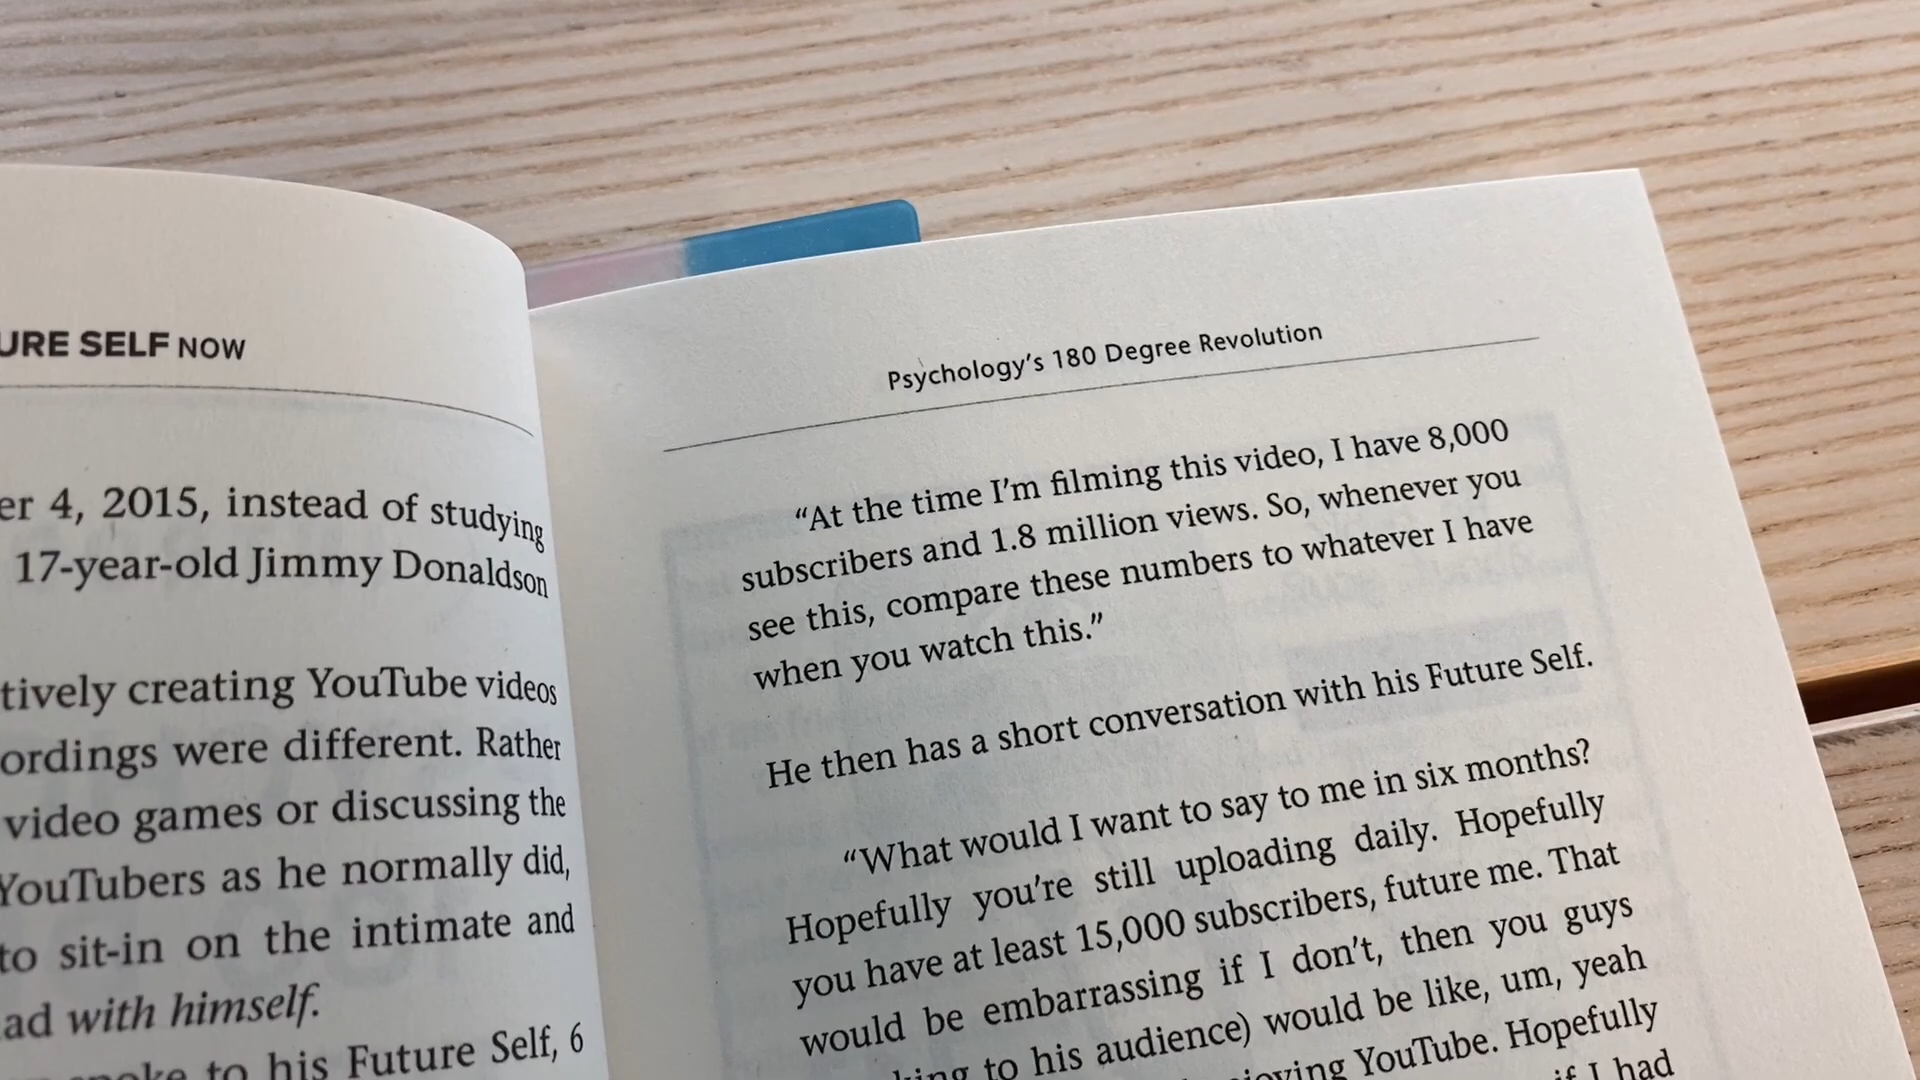 URE SELF NOW
er 4, 2015, instead of studying
17-year-old Jimmy Donaldson
tively creating YouTube videos
ordings were different. Rather
video games or discussing the
YouTubers as he normally did,
to sit-in on the intimate and
ad with himself.
spoke to his Future Self, 6
Psychology's 180 Degree Revolution
“At the time I'm filming this video, I have 8,000
subscribers and 1.8 million views. So, whenever you
see this, compare these numbers to whatever I have
when you watch this.”
He then has a short conversation with his Future Self.
“What would I want to say to me in six months?
Hopefully you're still uploading daily. Hopefully
you have at least 15,000 subscribers, future me. That
would be embarrassing if I don't, then you guys
king to his audience) would be like, um, yeah
joying YouTube. Hopefully
if I had